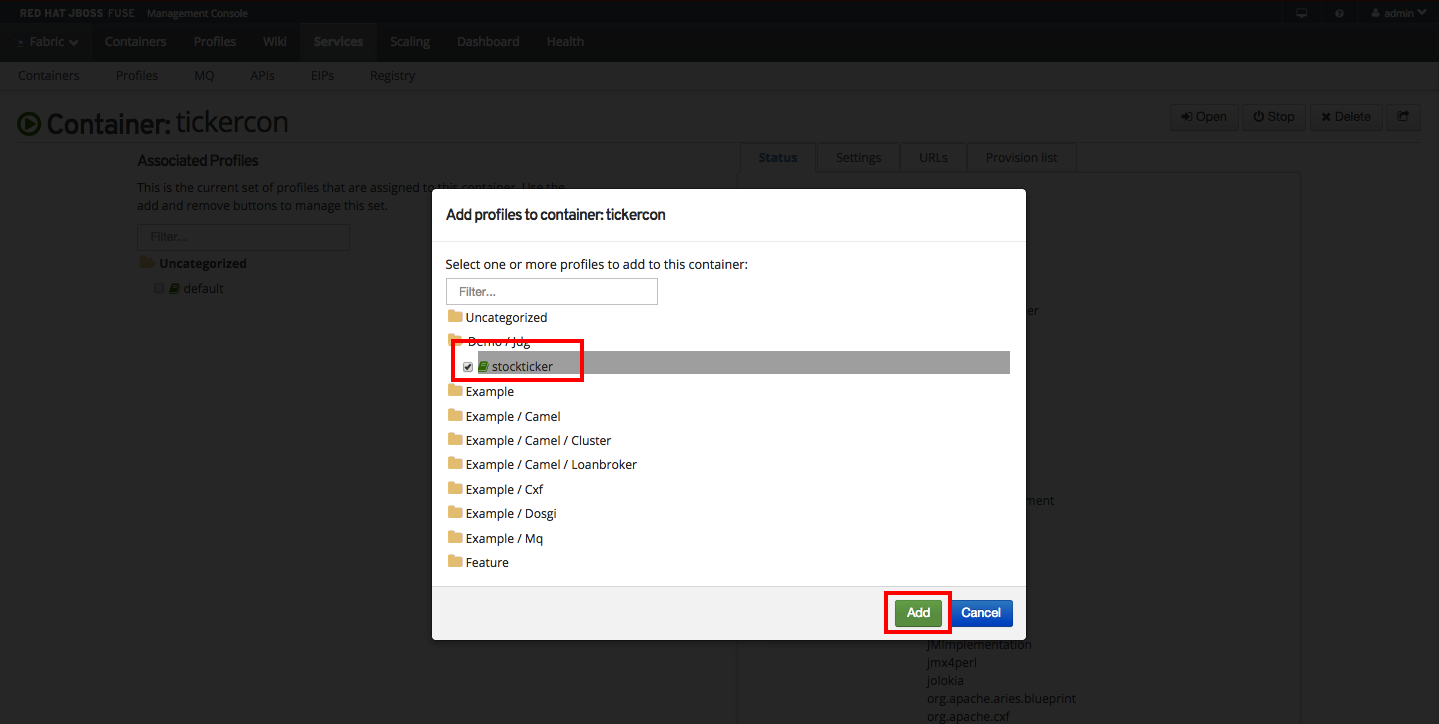 RED HAT JBOSS FUSE Management Console
admin
Fabric Containers Profiles Wiki Services Scaling Dashboard Health
Containers Profiles MQ APIs EIPs Registry
Container: tickercon
Open Stop Delete
Associated Profiles
This is the current set of profiles that are assigned to this container. Use the
add and remove buttons to manage this set.
Filter...
Uncategorized
default
Status Settings URLs Provision list
Add profiles to container: tickercon
Select one or more profiles to add to this container:
Filter...
Uncategorized
Demo / Jdg
stockticker
Example
Example / Camel
Example / Camel / Cluster
Example / Camel / Loanbroker
Example / Cxf
Example / Dosgi
Example / Mq
Feature
Add Cancel
er
ment
JMImplementation
jmx4perl
jolokia
org.apache.aries.blueprint
org.apache.cxf